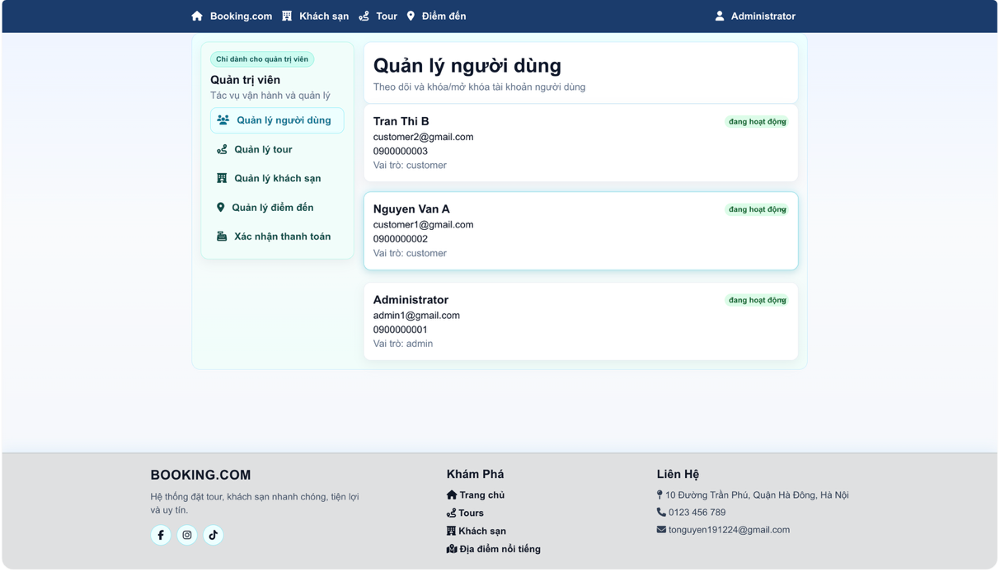 Booking.com Khách sạn Tour Điểm đến Administrator
Chỉ dành cho quản trị viên
Quản trị viên
Tác vụ vận hành và quản lý
Quản lý người dùng
Quản lý tour
Quản lý khách sạn
Quản lý điểm đến
Xác nhận thanh toán
Quản lý người dùng
Theo dõi và khóa/mở khóa tài khoản người dùng
Tran Thi B
đang hoạt động
customer2@gmail.com
0900000003
Vai trò: customer
Nguyen Van A
đang hoạt động
customer1@gmail.com
0900000002
Vai trò: customer
Administrator
đang hoạt động
admin1@gmail.com
0900000001
Vai trò: admin
BOOKING.COM
Hệ thống đặt tour, khách sạn nhanh chóng, tiện lợi
và uy tín.
Khám Phá
Trang chủ
Tours
Khách sạn
Địa điểm nổi tiếng
Liên Hệ
10 Đường Trần Phú, Quận Hà Đông, Hà Nội
0123 456 789
tonguyen191224@gmail.com